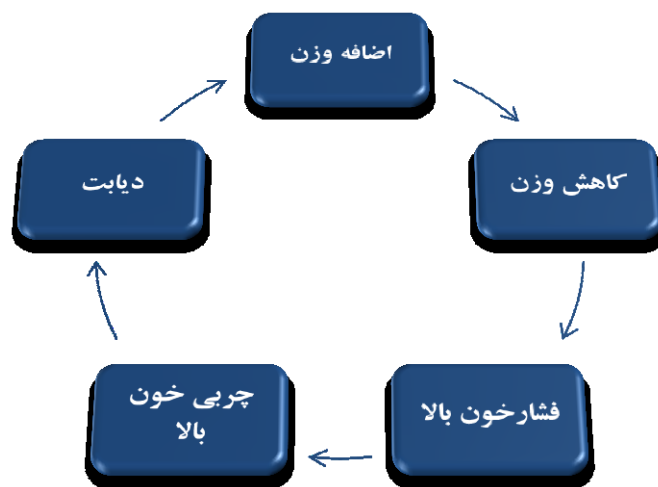 اضافه وزن
کاهش وزن
فشارخون بالا
چربی خون
بالا
دیابت